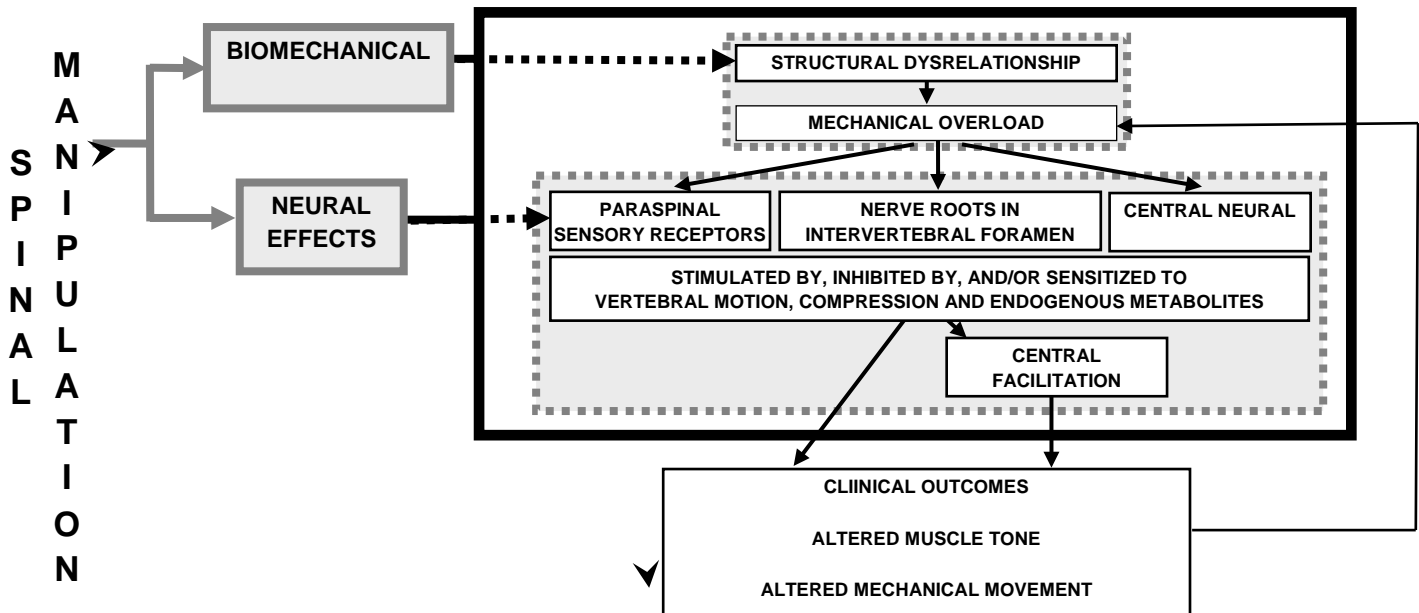 SPINAL
MANIPULATION
BIOMECHANICAL
NEURAL
EFFECTS
STRUCTURAL DYSRELATIONSHIP
MECHANICAL OVERLOAD
PARASPINAL
SENSORY RECEPTORS
NERVE ROOTS IN
INTERVERTEBRAL FORAMEN
CENTRAL NEURAL
STIMULATED BY, INHIBITED BY, AND/OR SENSITIZED TO
VERTEBRAL MOTION, COMPRESSION AND ENDOGENOUS METABOLITES
CENTRAL
FACILITATION
CLIINICAL OUTCOMES
ALTERED MUSCLE TONE
ALTERED MECHANICAL MOVEMENT